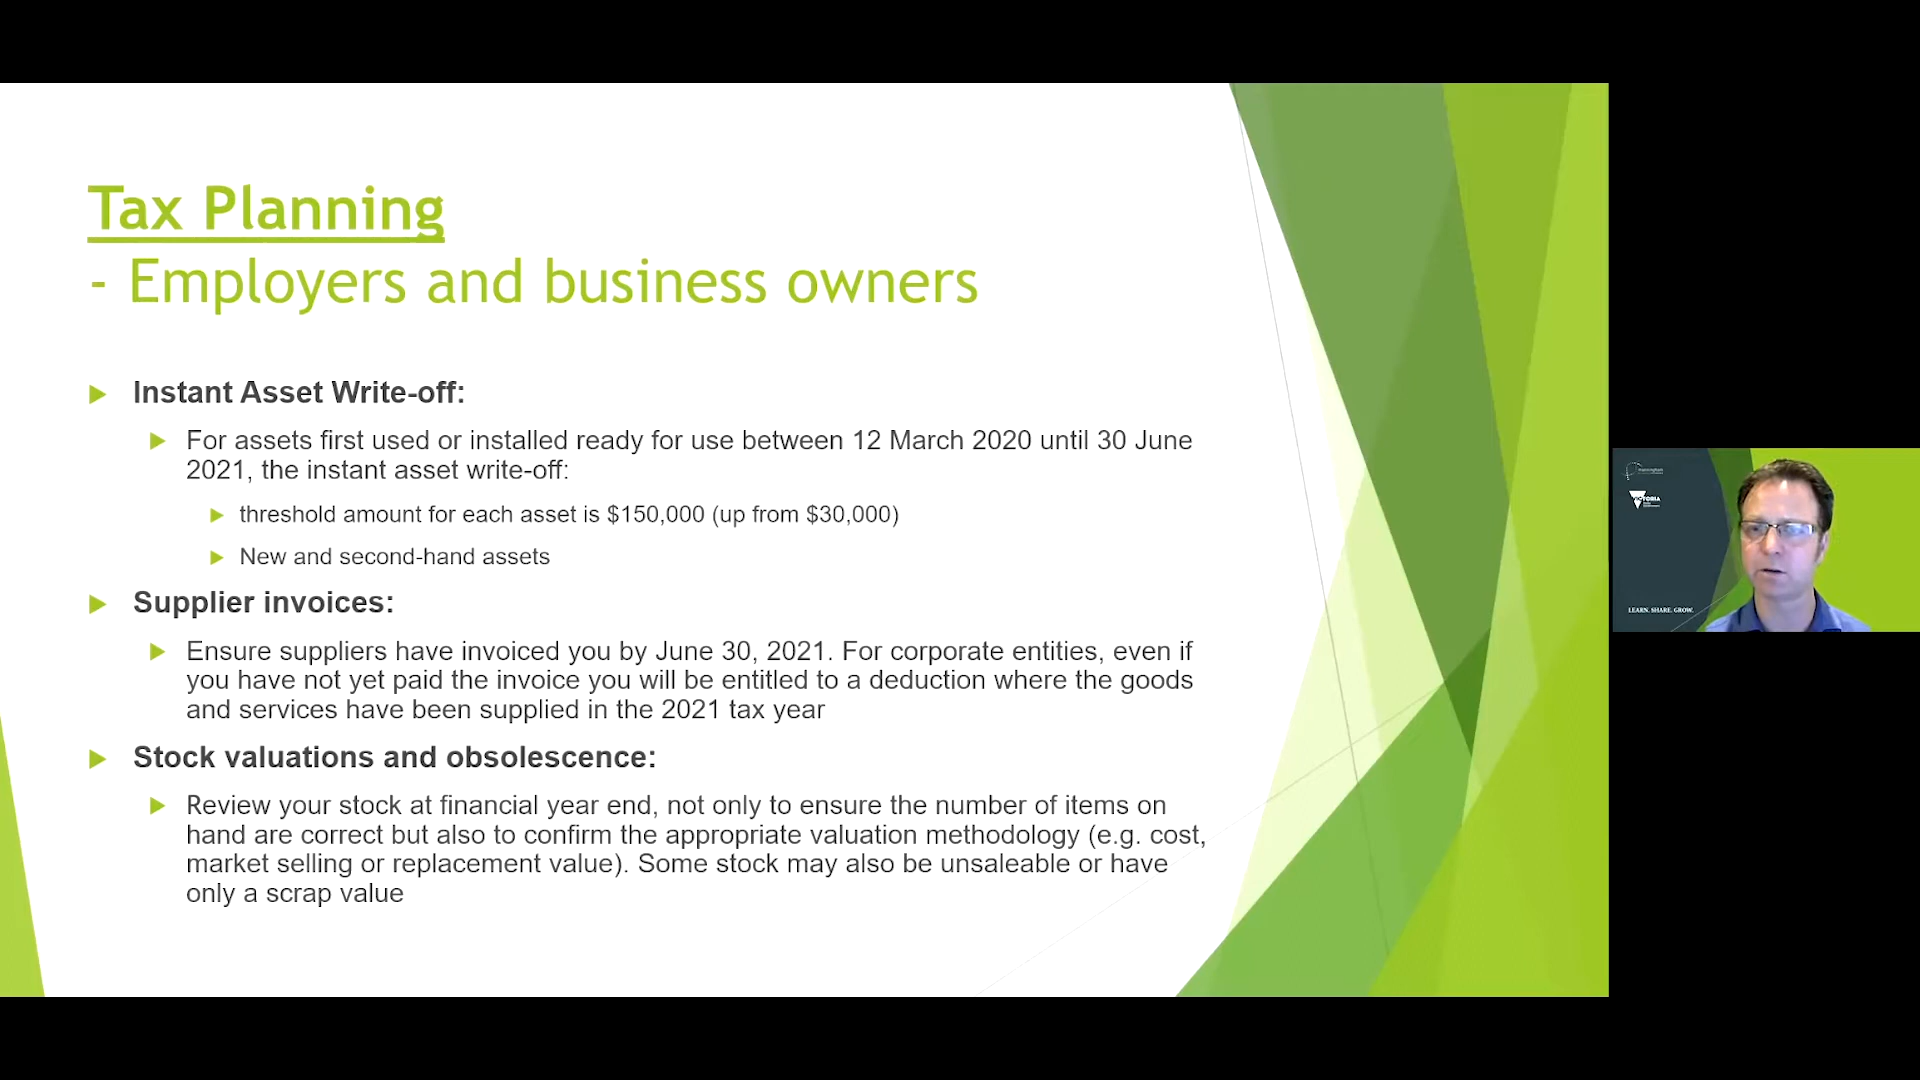 Tax Planning
- Employers and business owners
Instant Asset Write-off:
For assets first used or installed ready for use between 12 March 2020 until 30 June
2021, the instant asset write-off:
threshold amount for each asset is $150,000 (up from $30,000)
New and second-hand assets
Supplier invoices:
Ensure suppliers have invoiced you by June 30, 2021. For corporate entities, even if
you have not yet paid the invoice you will be entitled to a deduction where the goods
and services have been supplied in the 2021 tax year
Stock valuations and obsolescence:
Review your stock at financial year end, not only to ensure the number of items on
hand are correct but also to confirm the appropriate valuation methodology (e.g. cost,
market selling or replacement value). Some stock may also be unsaleable or have
only a scrap value
VICTORIA
LEARN. SHARE. GROW.